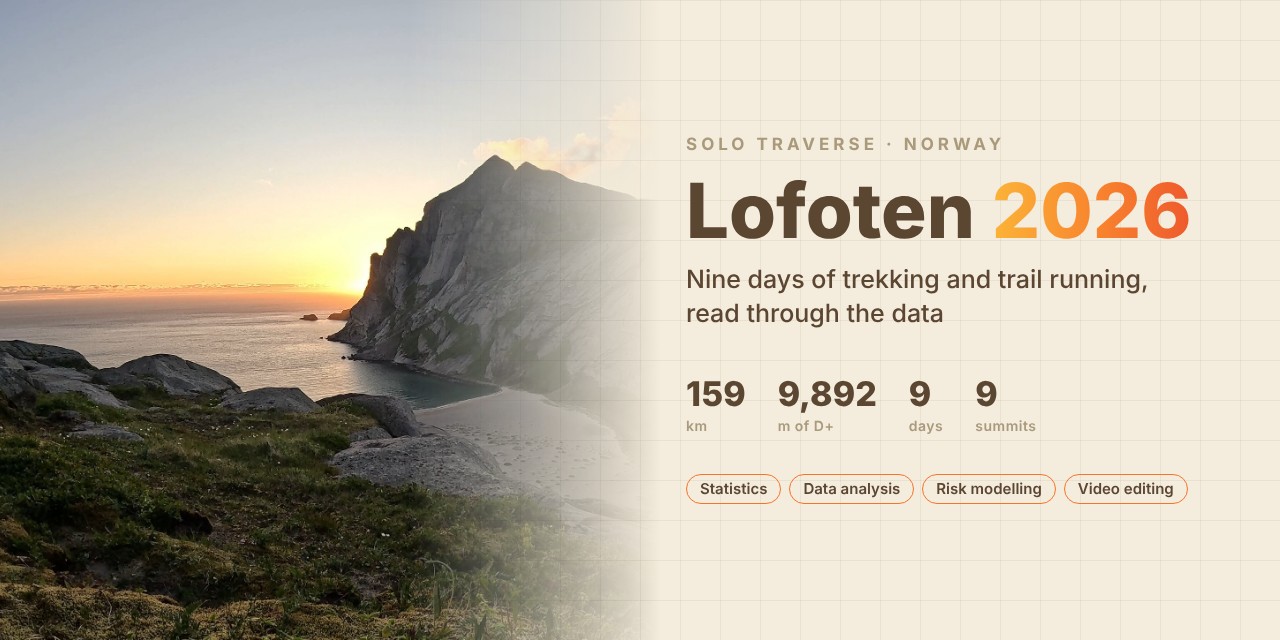 SOLO TRAVERSE · NORWAY
Lofoten 2026
Nine days of trekking and trail running,
read through the data
159 9,892 9 9
km m of D+ days summits
Statistics Data analysis Risk modelling Video editing